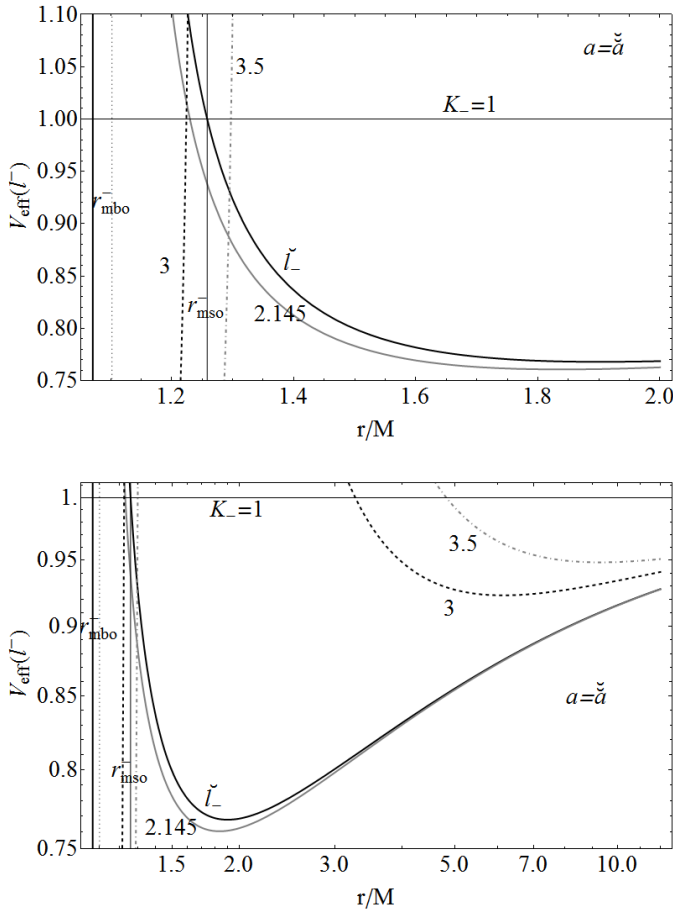 1.10
1.05
1.00
0.95
0.90
0.85
0.80
0.75
V_eff(l^-)
a=ă̆
3.5
K_-=1
r^-_mbo
3
r^-_mso
l̆_-
2.145
1.2 1.4 1.6 1.8 2.0
r/M
1.
0.95
0.9
0.85
0.8
0.75
V_eff(l^-)
K_-=1
3.5
3
r^-_mbo
a=ă̆
r^-_mso
l̆_-
2.145
1.5 2.0 3.0 5.0 7.0 10.0
r/M